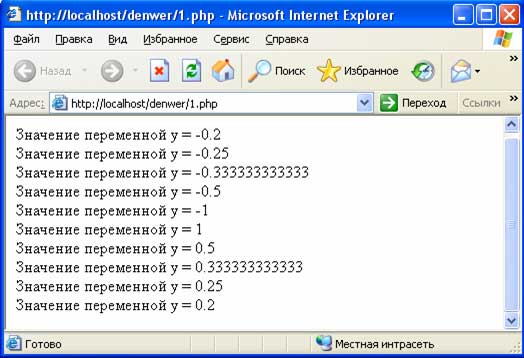 http://localhost/denwer/1.php - Microsoft Internet Explorer
Файл Правка Вид Избранное Сервис »
Назад Поиск Избранное »
Адрес: http://localhost/denwer/1.php Переход Ссылки »
Значение переменной y = -0.2
Значение переменной y = -0.25
Значение переменной y = -0.333333333333
Значение переменной y = -0.5
Значение переменной y = -1
Значение переменной y = 1
Значение переменной y = 0.5
Значение переменной y = 0.333333333333
Значение переменной y = 0.25
Значение переменной y = 0.2
Готово Местная интрасеть